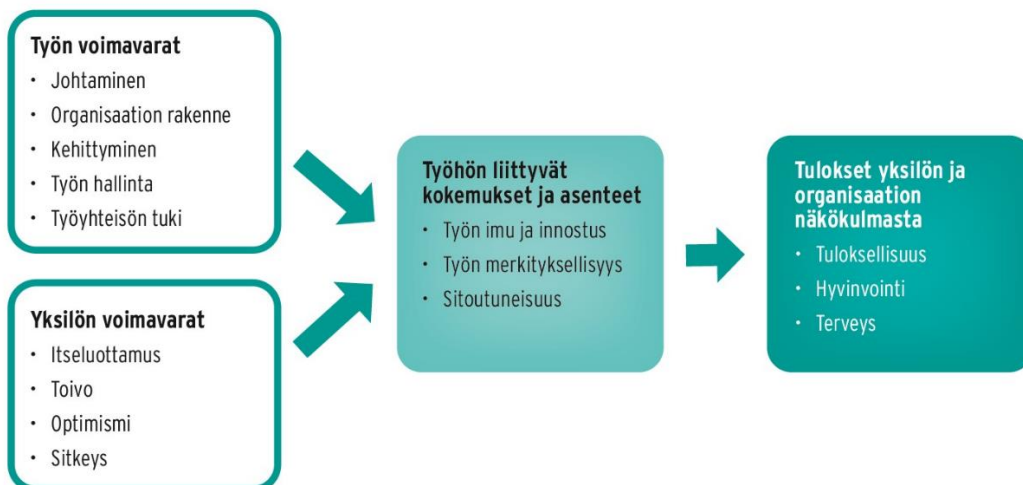 Työn voimavarat
• Johtaminen
• Organisaation rakenne
• Kehittyminen
• Työn hallinta
• Työyhteisön tuki
Yksilön voimavarat
• Itseluottamus
• Toivo
• Optimismi
• Sitkeys
Työhön liittyvät
kokemukset ja asenteet
• Työn imu ja innostus
• Työn merkityksellisyys
• Sitoutuneisuus
Tulokset yksilön ja
organisaation
näkökulmasta
• Tuloksellisuus
• Hyvinvointi
• Terveys